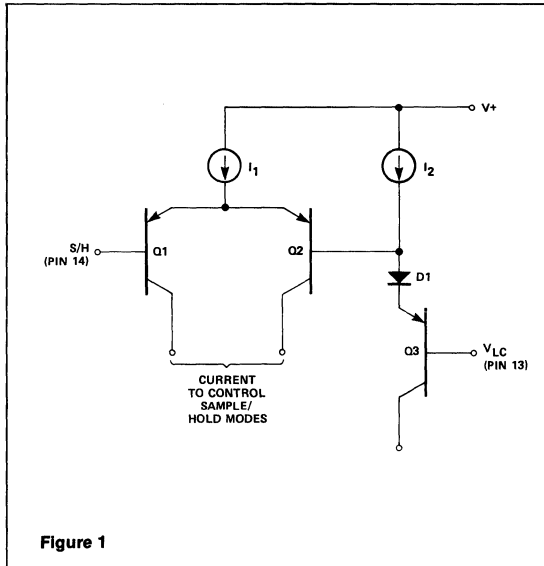 V+
I1
I2
S/H
(PIN 14)
Q1
Q2
D1
Q3
VLC
(PIN 13)
CURRENT
TO CONTROL
SAMPLE/
HOLD MODES
Figure 1